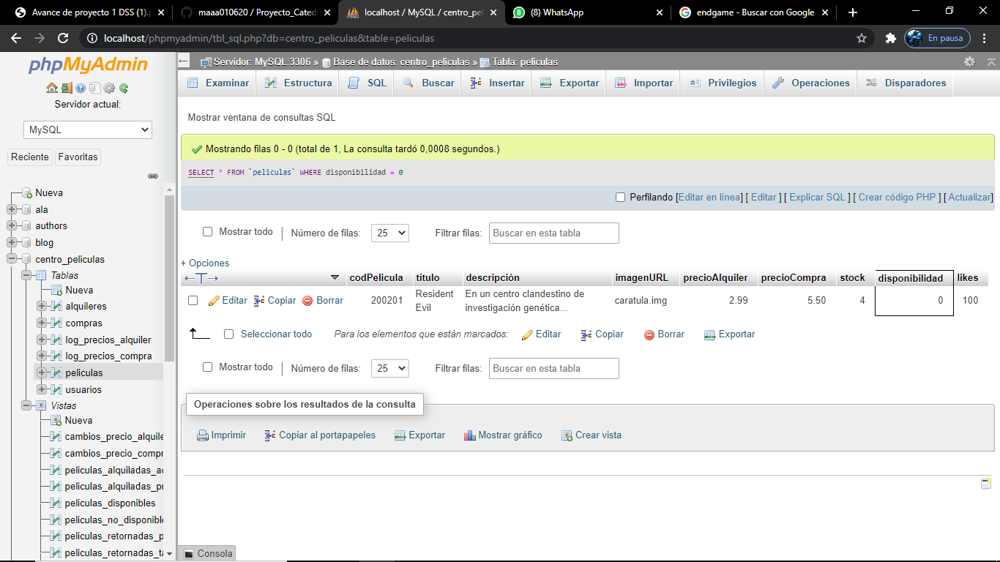 Avance de proyecto 1 DSS (1).p
maaa010620 / Proyecto_Cated
localhost / MySQL / centro_pel
(8) WhatsApp
endgame - Buscar con Google
localhost/phpmyadmin/tbl_sql.php?db=centro_peliculas&table=peliculas
En pausa
phpMyAdmin
Servidor actual:
MySQL
Reciente
Favoritas
Nueva
ala
authors
blog
centro_peliculas
Tablas
Nueva
alquileres
compras
log_precios_alquiler
log_precios_compra
peliculas
usuarios
Vistas
Nueva
cambios_precio_alquile
cambios_precio_compr
peliculas_alquiladas_ac
peliculas_alquiladas_pr
peliculas_disponibles
peliculas_no_disponible
peliculas_retornadas_p
peliculas_retornadas_ta
Servidor: MySQL:3306 » Base de datos: centro_peliculas » Tabla: peliculas
Examinar Estructura SQL Buscar Insertar Exportar Importar Privilegios Operaciones Disparadores
Mostrar ventana de consultas SQL
Mostrando filas 0 - 0 (total de 1, La consulta tardó 0,0008 segundos.)
SELECT * FROM `peliculas` WHERE disponibilidad = 0
Perfilando [Editar en línea] [ Editar ] [ Explicar SQL ] [ Crear código PHP ] [ Actualizar]
Mostrar todo | Número de filas: 25 Filtrar filas: Buscar en esta tabla
+ Opciones
codPelicula título descripción imagenURL precioAlquiler precioCompra stock disponibilidad likes
Editar Copiar Borrar 200201 Resident Evil En un centro clandestino de investigación genética... caratula.img 2.99 5.50 4 0 100
Seleccionar todo Para los elementos que están marcados: Editar Copiar Borrar Exportar
Mostrar todo | Número de filas: 25 Filtrar filas: Buscar en esta tabla
Operaciones sobre los resultados de la consulta
Imprimir Copiar al portapapeles Exportar Mostrar gráfico Crear vista
Consola